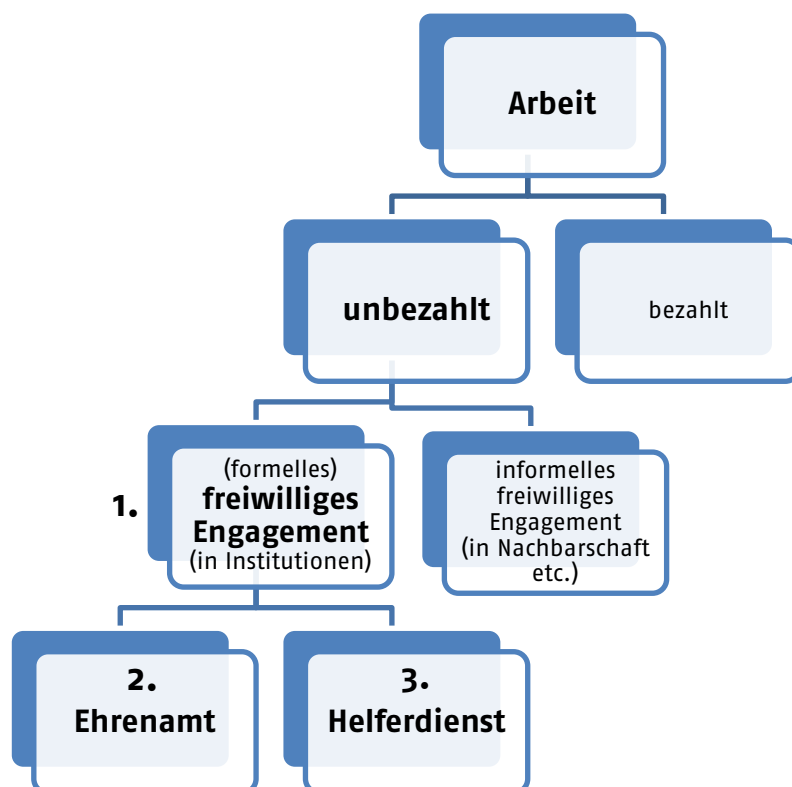 Arbeit
unbezahlt
bezahlt
1.
(formelles)
freiwilliges
Engagement
(in Institutionen)
informelles
freiwilliges
Engagement
(in Nachbarschaft
etc.)
2.
Ehrenamt
3.
Helferdienst